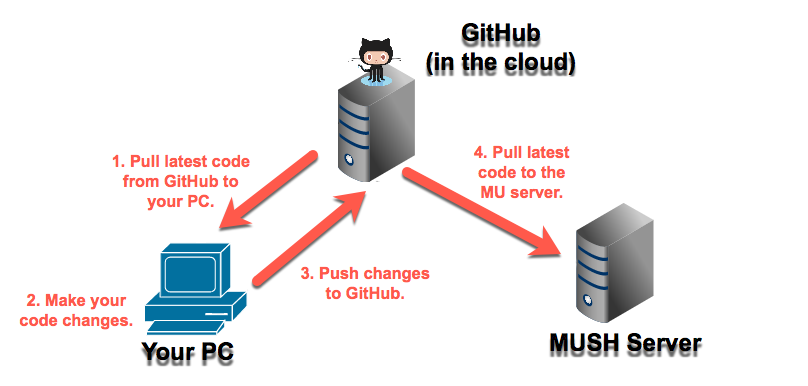 GitHub
(in the cloud)
1. Pull latest code
from GitHub to
your PC.
4. Pull latest
code to the
MU server.
3. Push changes
to GitHub.
2. Make your
code changes.
Your PC
MUSH Server